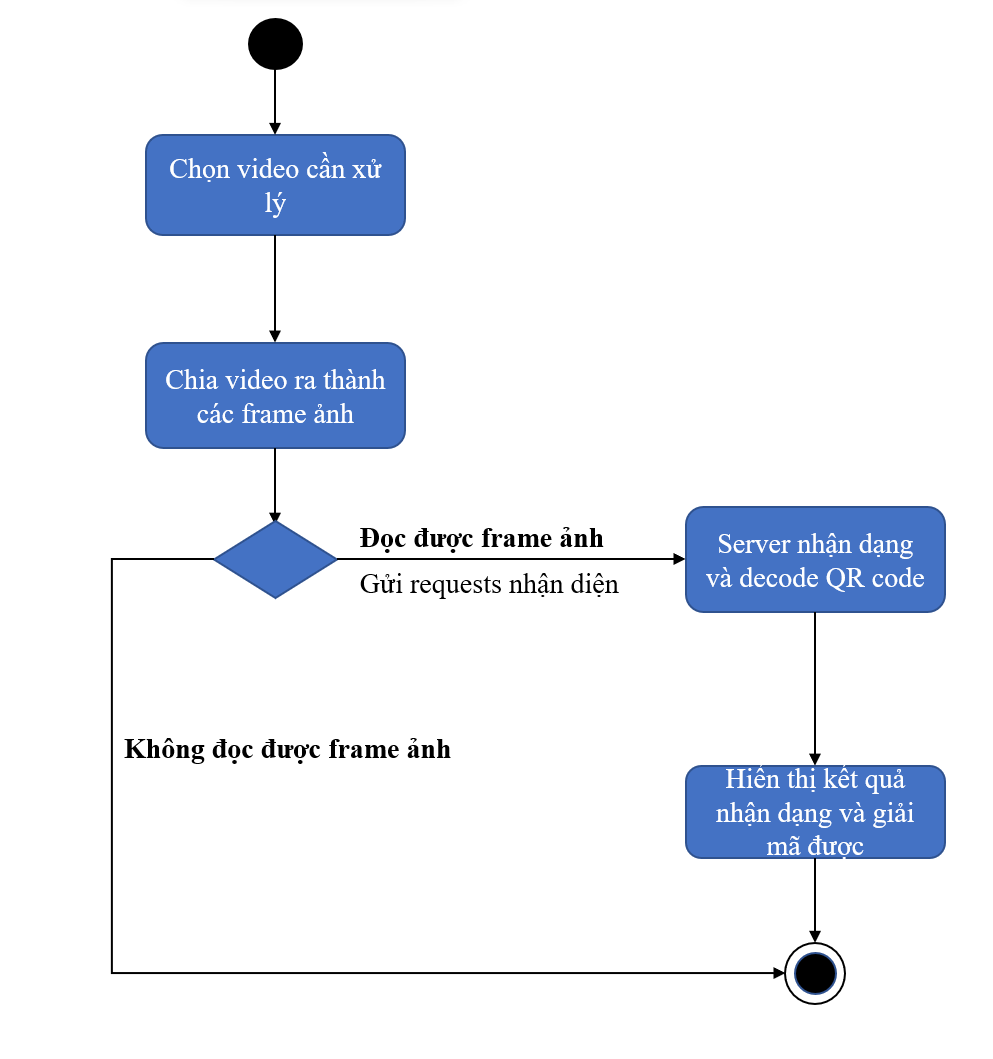 Chọn video cần xử
lý
Chia video ra thành
các frame ảnh
Đọc được frame ảnh
Gửi requests nhận diện
Server nhận dạng
và decode QR code
Không đọc được frame ảnh
Hiển thị kết quả
nhận dạng và giải
mã được